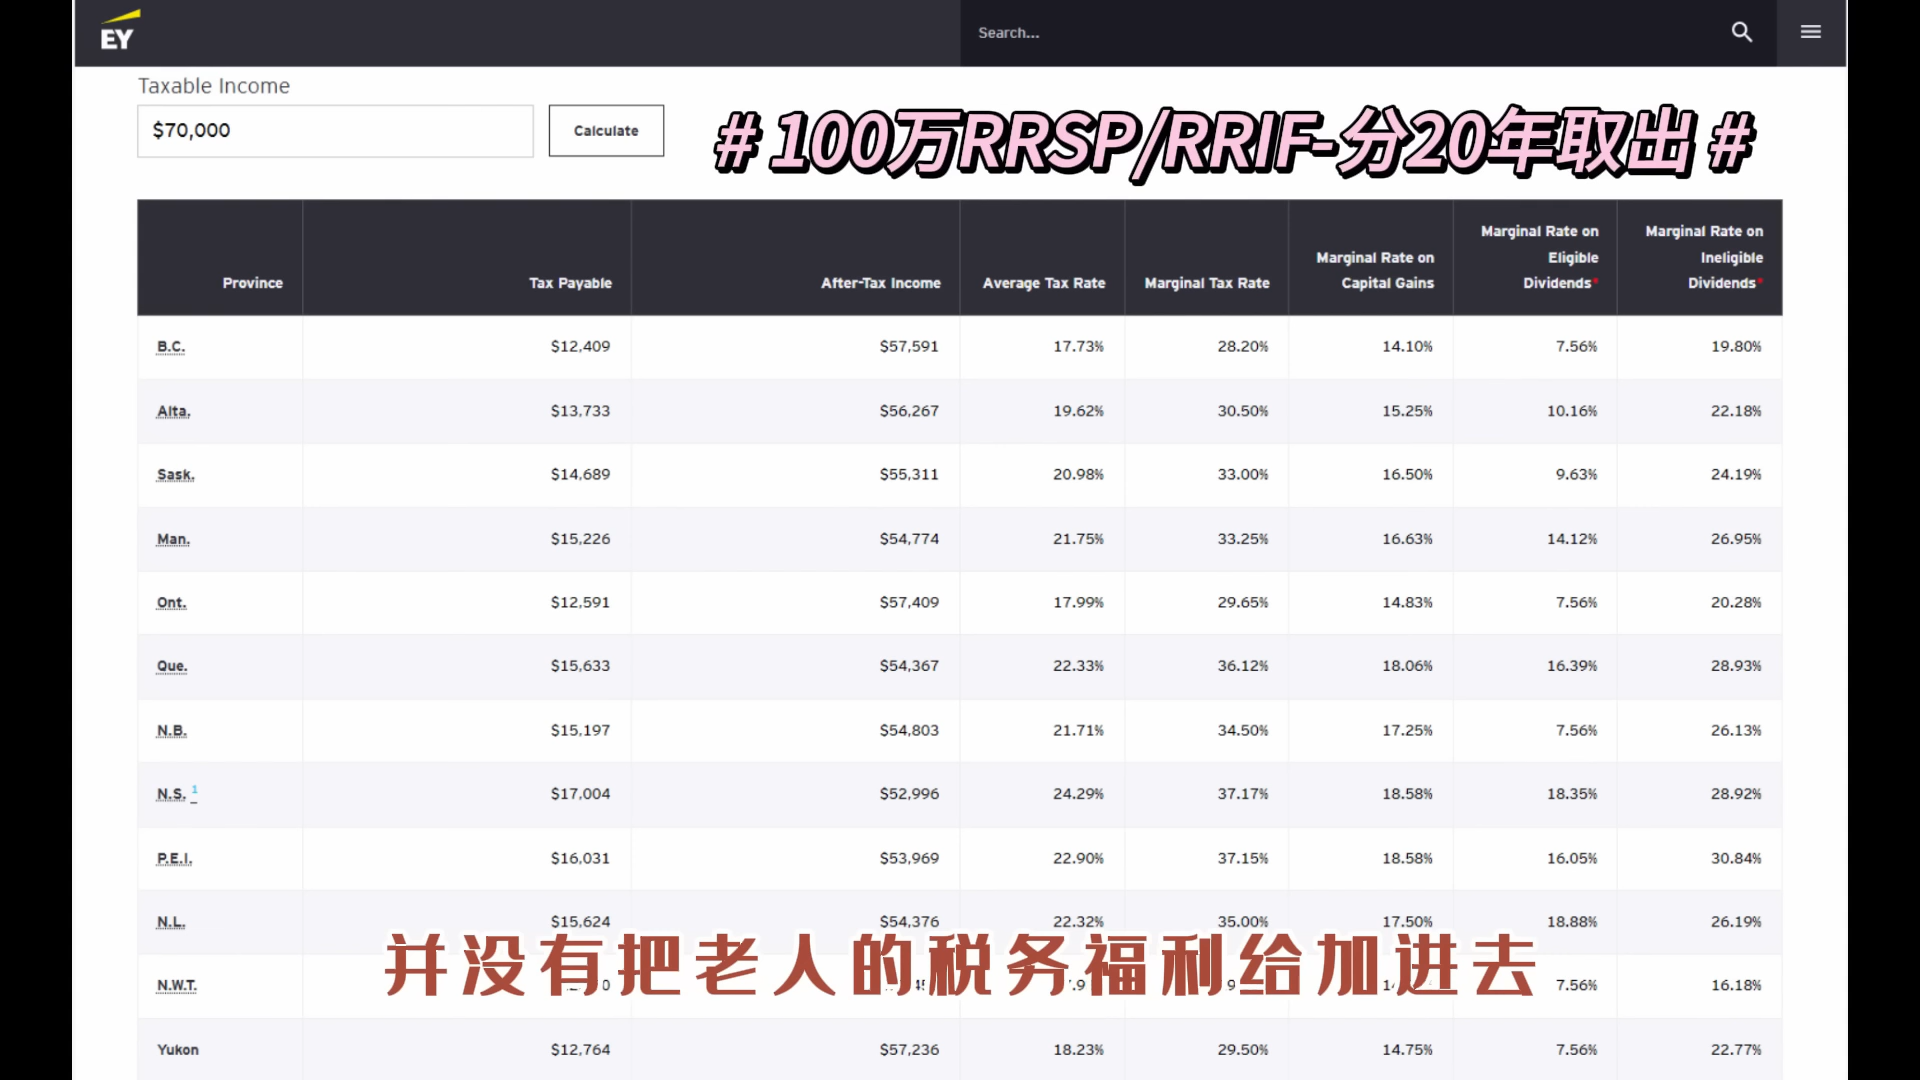 EY
Search...
Taxable Income
$70,000
Calculate
# 100万RRSP/RRIF-分20年取出 #
Province Tax Payable After-Tax Income Average Tax Rate Marginal Tax Rate Marginal Rate on Capital Gains Marginal Rate on Eligible Dividends* Marginal Rate on Ineligible Dividends*
B.C. $12,409 $57,591 17.73% 28.20% 14.10% 7.56% 19.80%
Alta. $13,733 $56,267 19.62% 30.50% 15.25% 10.16% 22.18%
Sask. $14,689 $55,311 20.98% 33.00% 16.50% 9.63% 24.19%
Man. $15,226 $54,774 21.75% 33.25% 16.63% 14.12% 26.95%
Ont. $12,591 $57,409 17.99% 29.65% 14.83% 7.56% 20.28%
Que. $15,633 $54,367 22.33% 36.12% 18.06% 16.39% 28.93%
N.B. $15,197 $54,803 21.71% 34.50% 17.25% 7.56% 26.13%
N.S. 1 $17,004 $52,996 24.29% 37.17% 18.58% 18.35% 28.92%
P.E.I. $16,031 $53,969 22.90% 37.15% 18.58% 16.05% 30.84%
N.L. $15,624 $54,376 22.32% 35.00% 17.50% 18.88% 26.19%
并没有把老人的税务福利给加进去
N.W.T. 7.56% 16.18%
Yukon $12,764 $57,236 18.23% 29.50% 14.75% 7.56% 22.77%